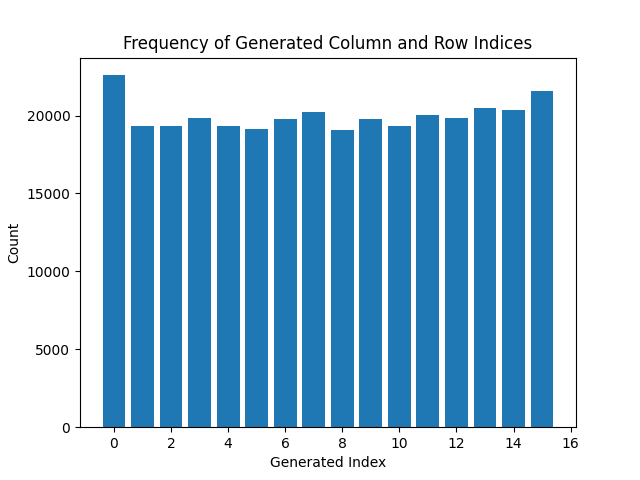 Frequency of Generated Column and Row Indices
20000
15000
10000
5000
0
Count
0 2 4 6 8 10 12 14 16
Generated Index